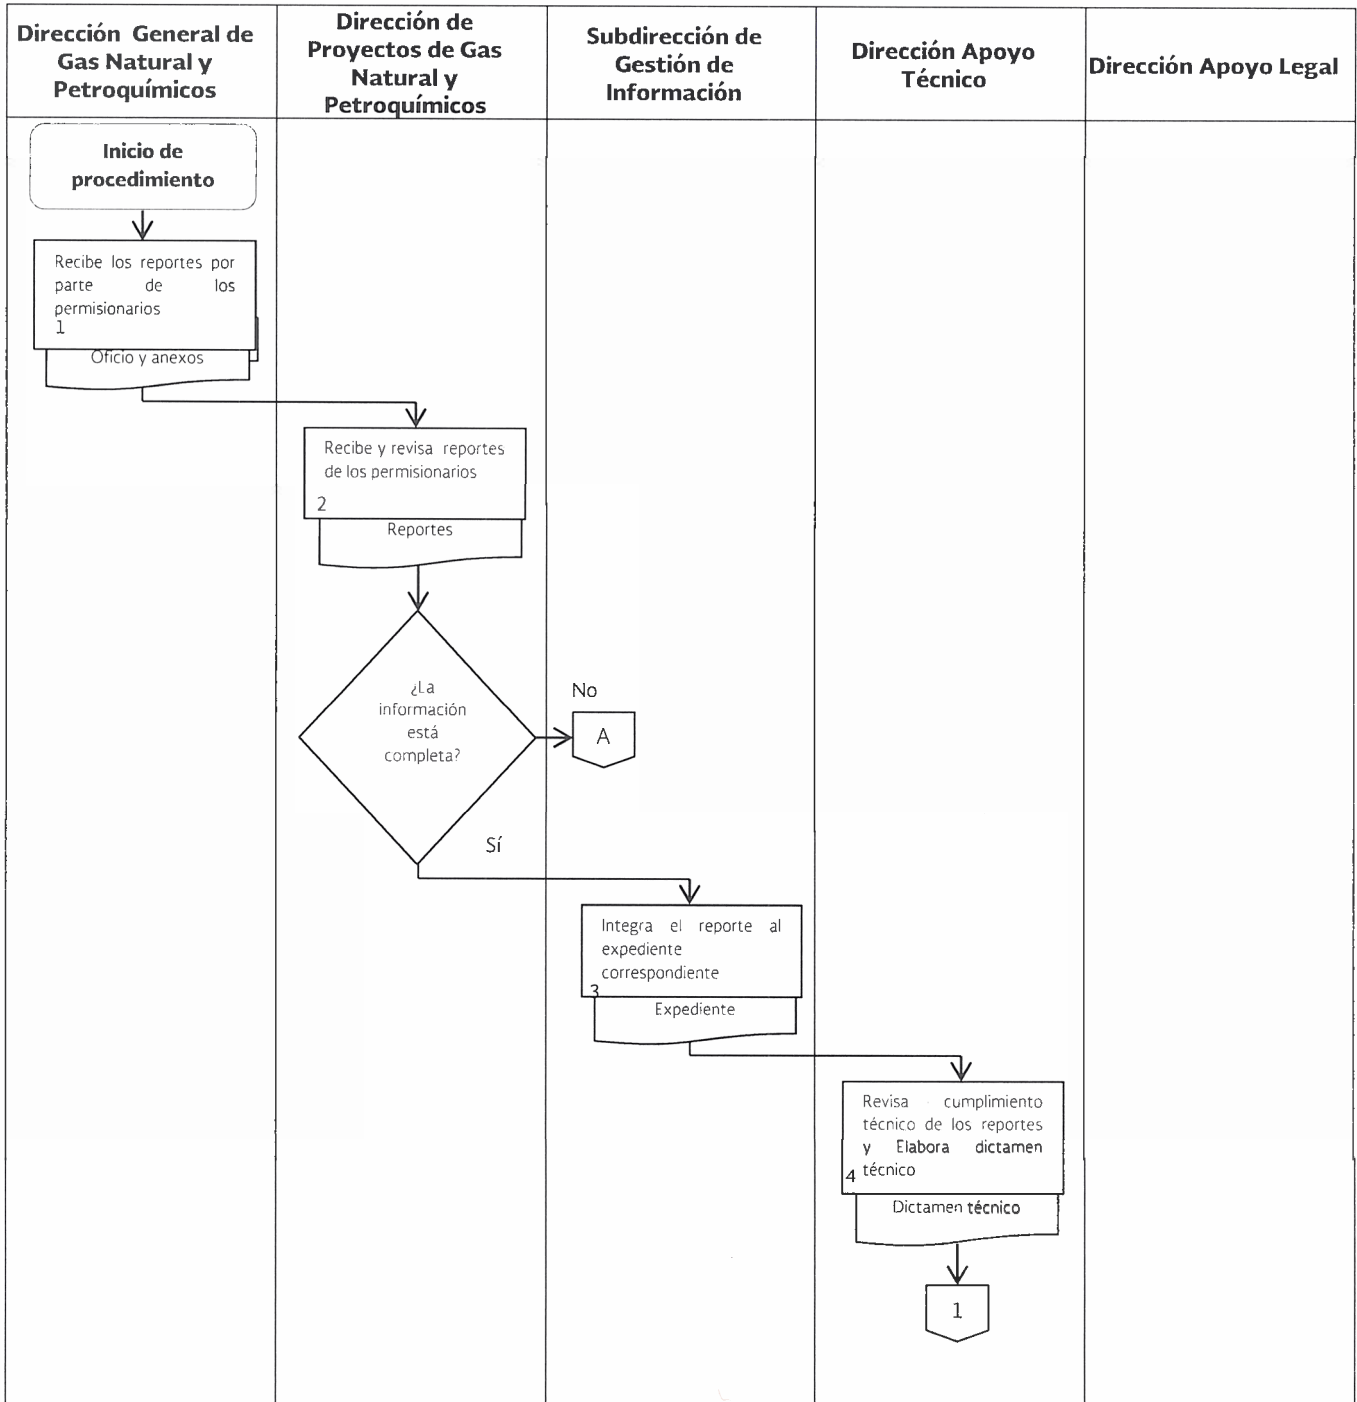 Dirección General de
Gas Natural y
Petroquímicos
Dirección de
Proyectos de Gas
Natural y
Petroquímicos
Subdirección de
Gestión de
Información
Dirección Apoyo
Técnico
Dirección Apoyo Legal
Inicio de
procedimiento
Recibe los reportes por
parte de los
permisionarios
1
Oficio y anexos
Recibe y revisa reportes
de los permisionarios
2
Reportes
¿La
información
está
completa?
No
A
Sí
Integra el reporte al
expediente
correspondiente
3
Expediente
Revisa cumplimiento
técnico de los reportes
y Elabora dictamen
técnico
4
Dictamen técnico
1